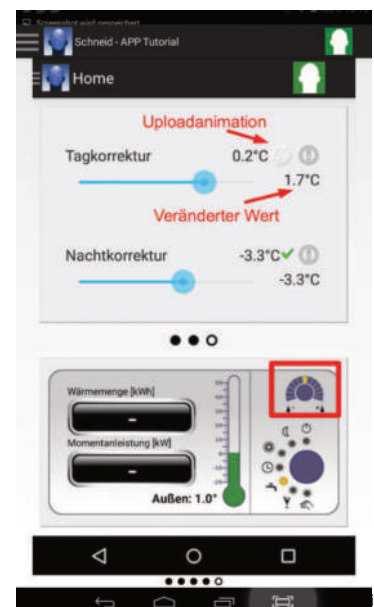 Screenshot wird gespeichert
Schneid - APP Tutorial
Home
Uploadanimation
Tagkorrektur 0.2°C
1.7°C
Veränderter Wert
Nachtkorrektur -3.3°C
-3.3°C
Wärmemenge [kWh]
-
Momentanleistung [kW]
-
Außen: 1.0°